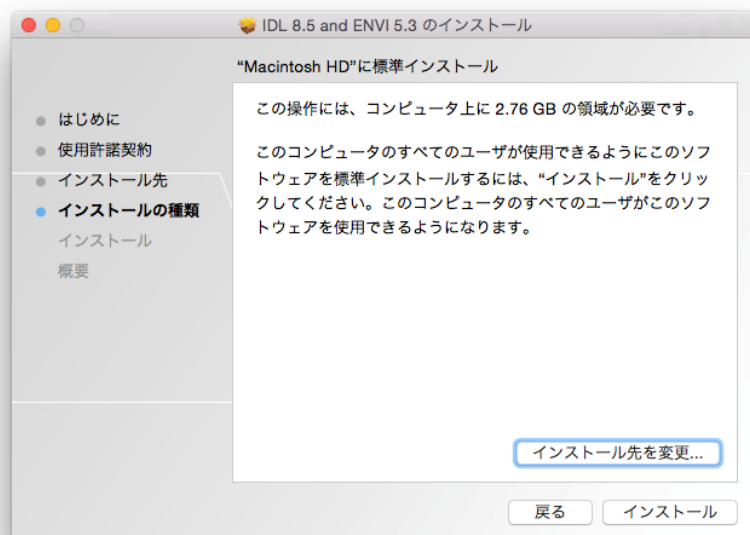 IDL 8.5 and ENVI 5.3 のインストール
“Macintosh HD”に標準インストール
はじめに
使用許諾契約
インストール先
インストールの種類
インストール
概要
この操作には、コンピュータ上に 2.76 GB の領域が必要です。
このコンピュータのすべてのユーザが使用できるようにこのソフ
トウェアを標準インストールするには、“インストール”をクリッ
クしてください。このコンピュータのすべてのユーザがこのソフ
トウェアを使用できるようになります。
インストール先を変更...
戻る
インストール